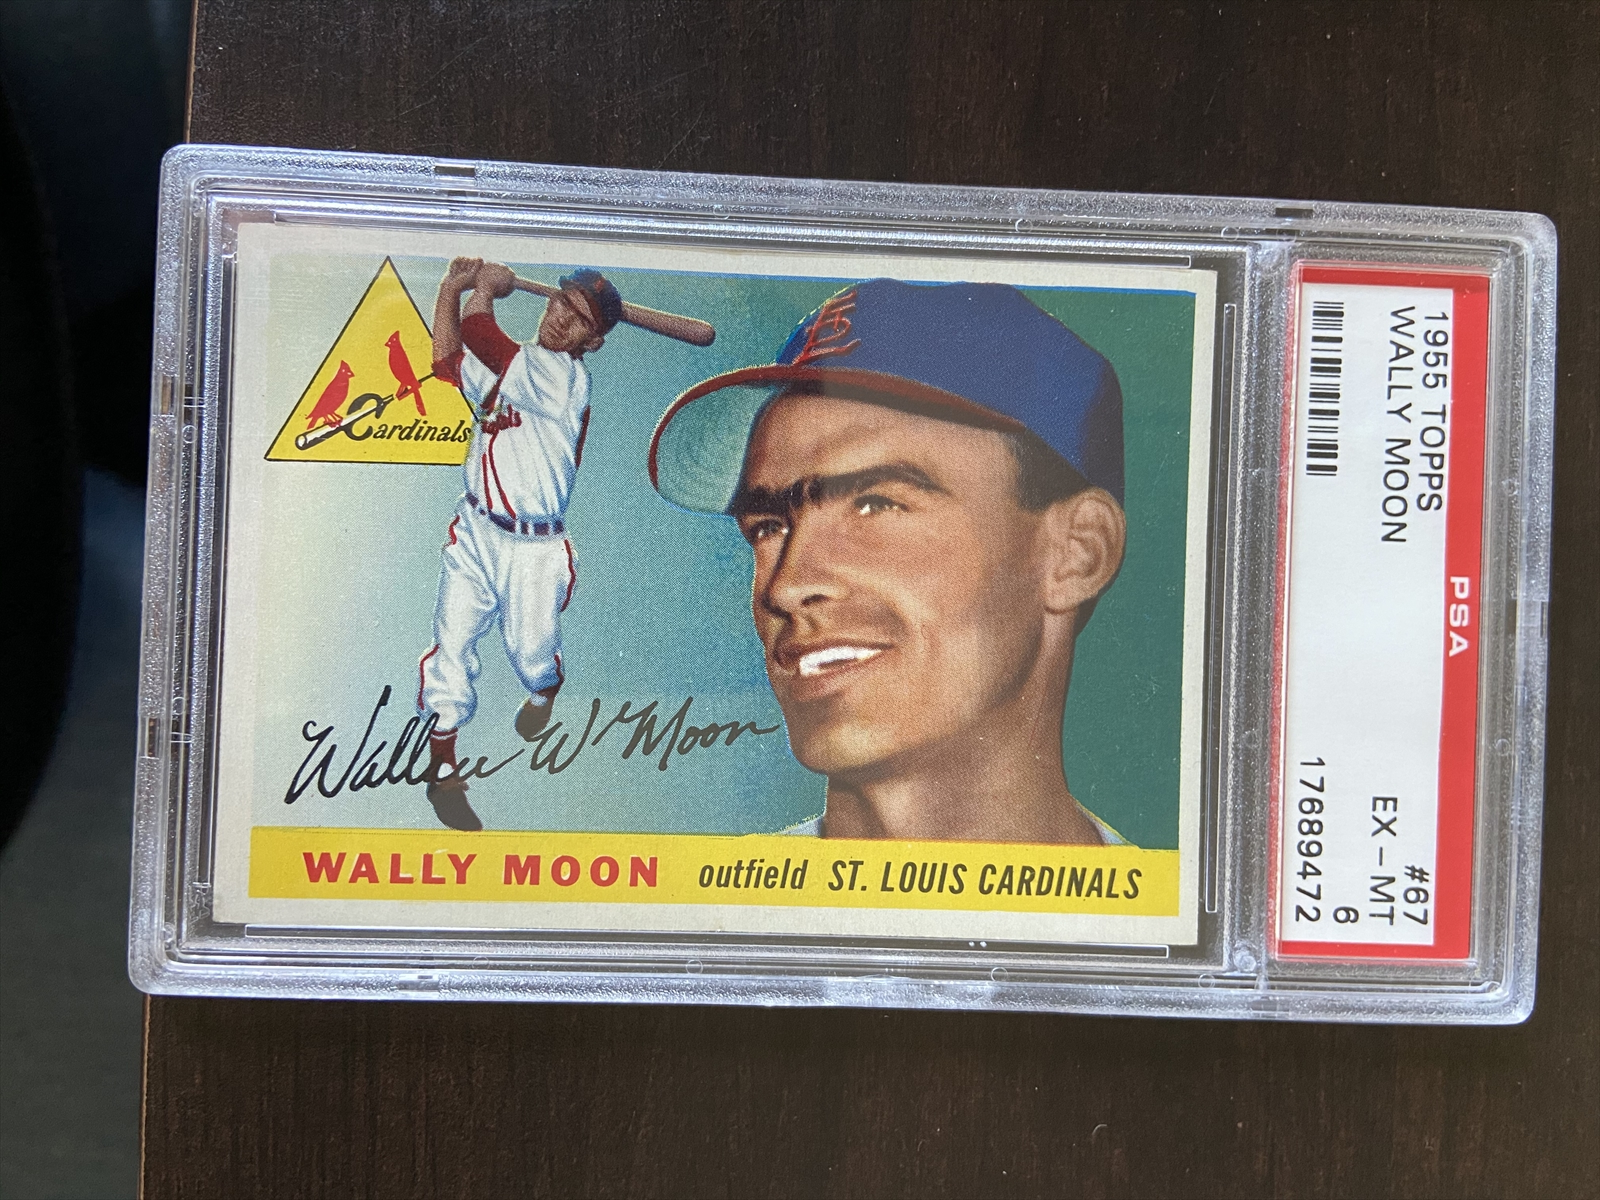 Cardinals
Cardinals
Wallace W. Moon
WALLY MOON outfield ST. LOUIS CARDINALS
PSA
1955 TOPPS #67
WALLY MOON EX-MT
6
17689472